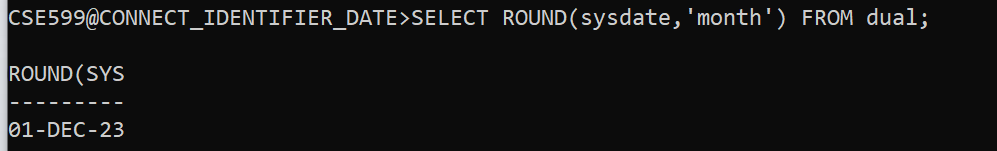 CSE599@CONNECT_IDENTIFIER_DATE>SELECT ROUND(sysdate,'month') FROM dual;
ROUND(SYS
---------
01-DEC-23